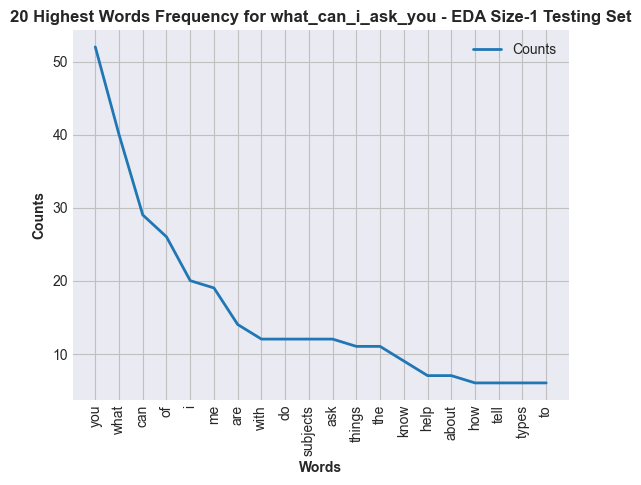 20 Highest Words Frequency for what_can_i_ask_you - EDA Size-1 Testing Set
Counts
50
40
30
20
10
Counts
you
what
can
of
i
me
are
with
do
subjects
ask
things
the
know
help
about
how
tell
types
to
Words